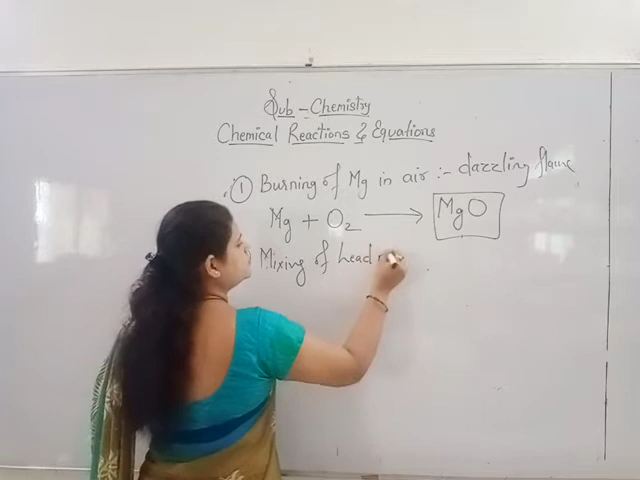 Sub - Chemistry
Chemical Reactions & Equations
① Burning of Mg in air :- dazzling flame
Mg + O₂ ⟶ MgO
Mixing of lead